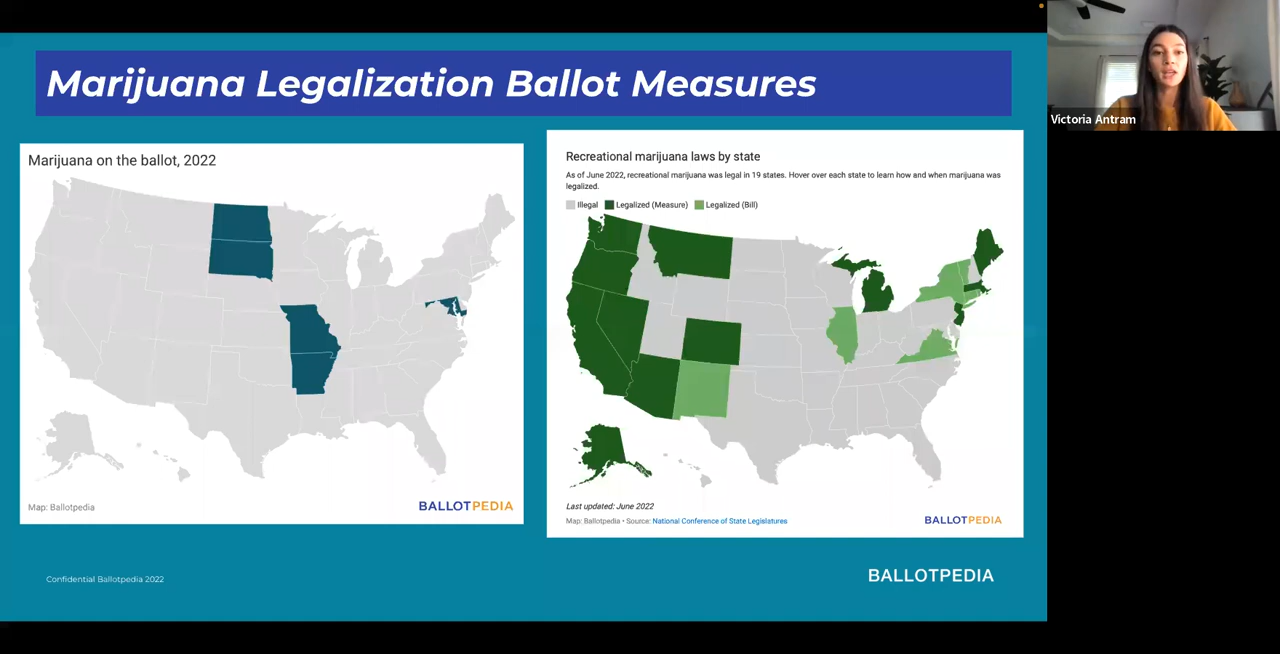 Marijuana Legalization Ballot Measures
Marijuana on the ballot, 2022
Map: Ballotpedia
BALLOTPEDIA
Recreational marijuana laws by state
As of June 2022, recreational marijuana was legal in 19 states. Hover over each state to learn how and when marijuana was
legalized.
Illegal Legalized (Measure) Legalized (Bill)
Last updated: June 2022
Map: Ballotpedia • Source: National Conference of State Legislatures
BALLOTPEDIA
Confidential Ballotpedia 2022
BALLOTPEDIA
Victoria Antram